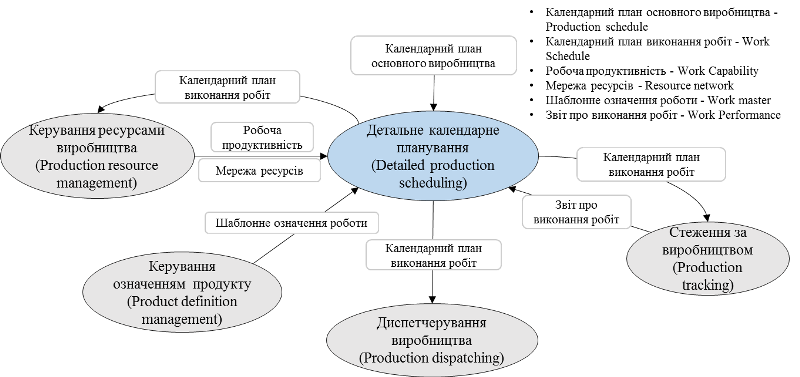 • Календарний план основного виробництва -
Production schedule
• Календарний план виконання робіт - Work
Schedule
• Робоча продуктивність - Work Capability
• Мережа ресурсів - Resource network
• Шаблонне означення роботи - Work master
• Звіт про виконання робіт - Work Performance
Календарний план
основного виробництва
Календарний план
виконання робіт
Керування ресурсами
виробництва
(Production resource
management)
Робоча
продуктивність
Мережа ресурсів
Детальне календарне
планування
(Detailed production
scheduling)
Календарний план
виконання робіт
Звіт про
виконання робіт
Шаблонне означення роботи
Стеження за
виробництвом
(Production
tracking)
Календарний план
виконання робіт
Керування
означенням продукту
(Product definition
management)
Диспетчерування
виробництва
(Production dispatching)